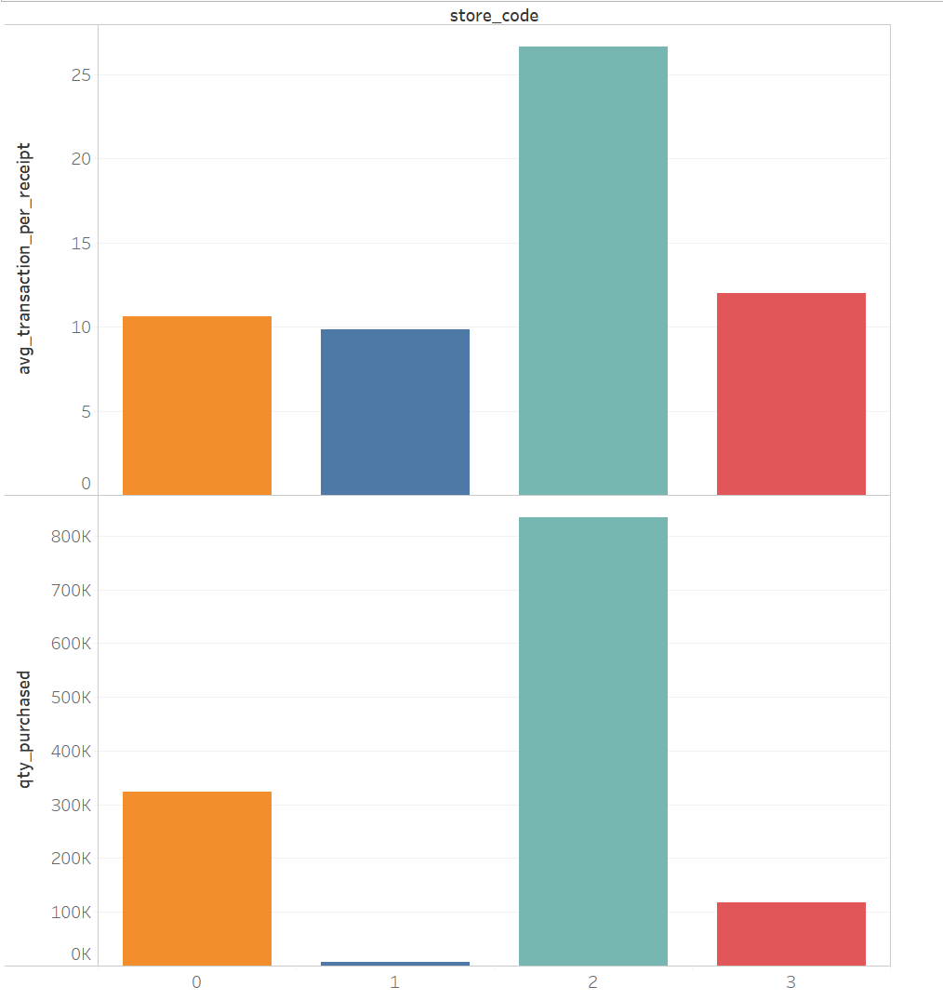 store_code
avg_transaction_per_receipt
25
20
15
10
5
0
qty_purchased
800K
700K
600K
500K
400K
300K
200K
100K
0K
0 1 2 3